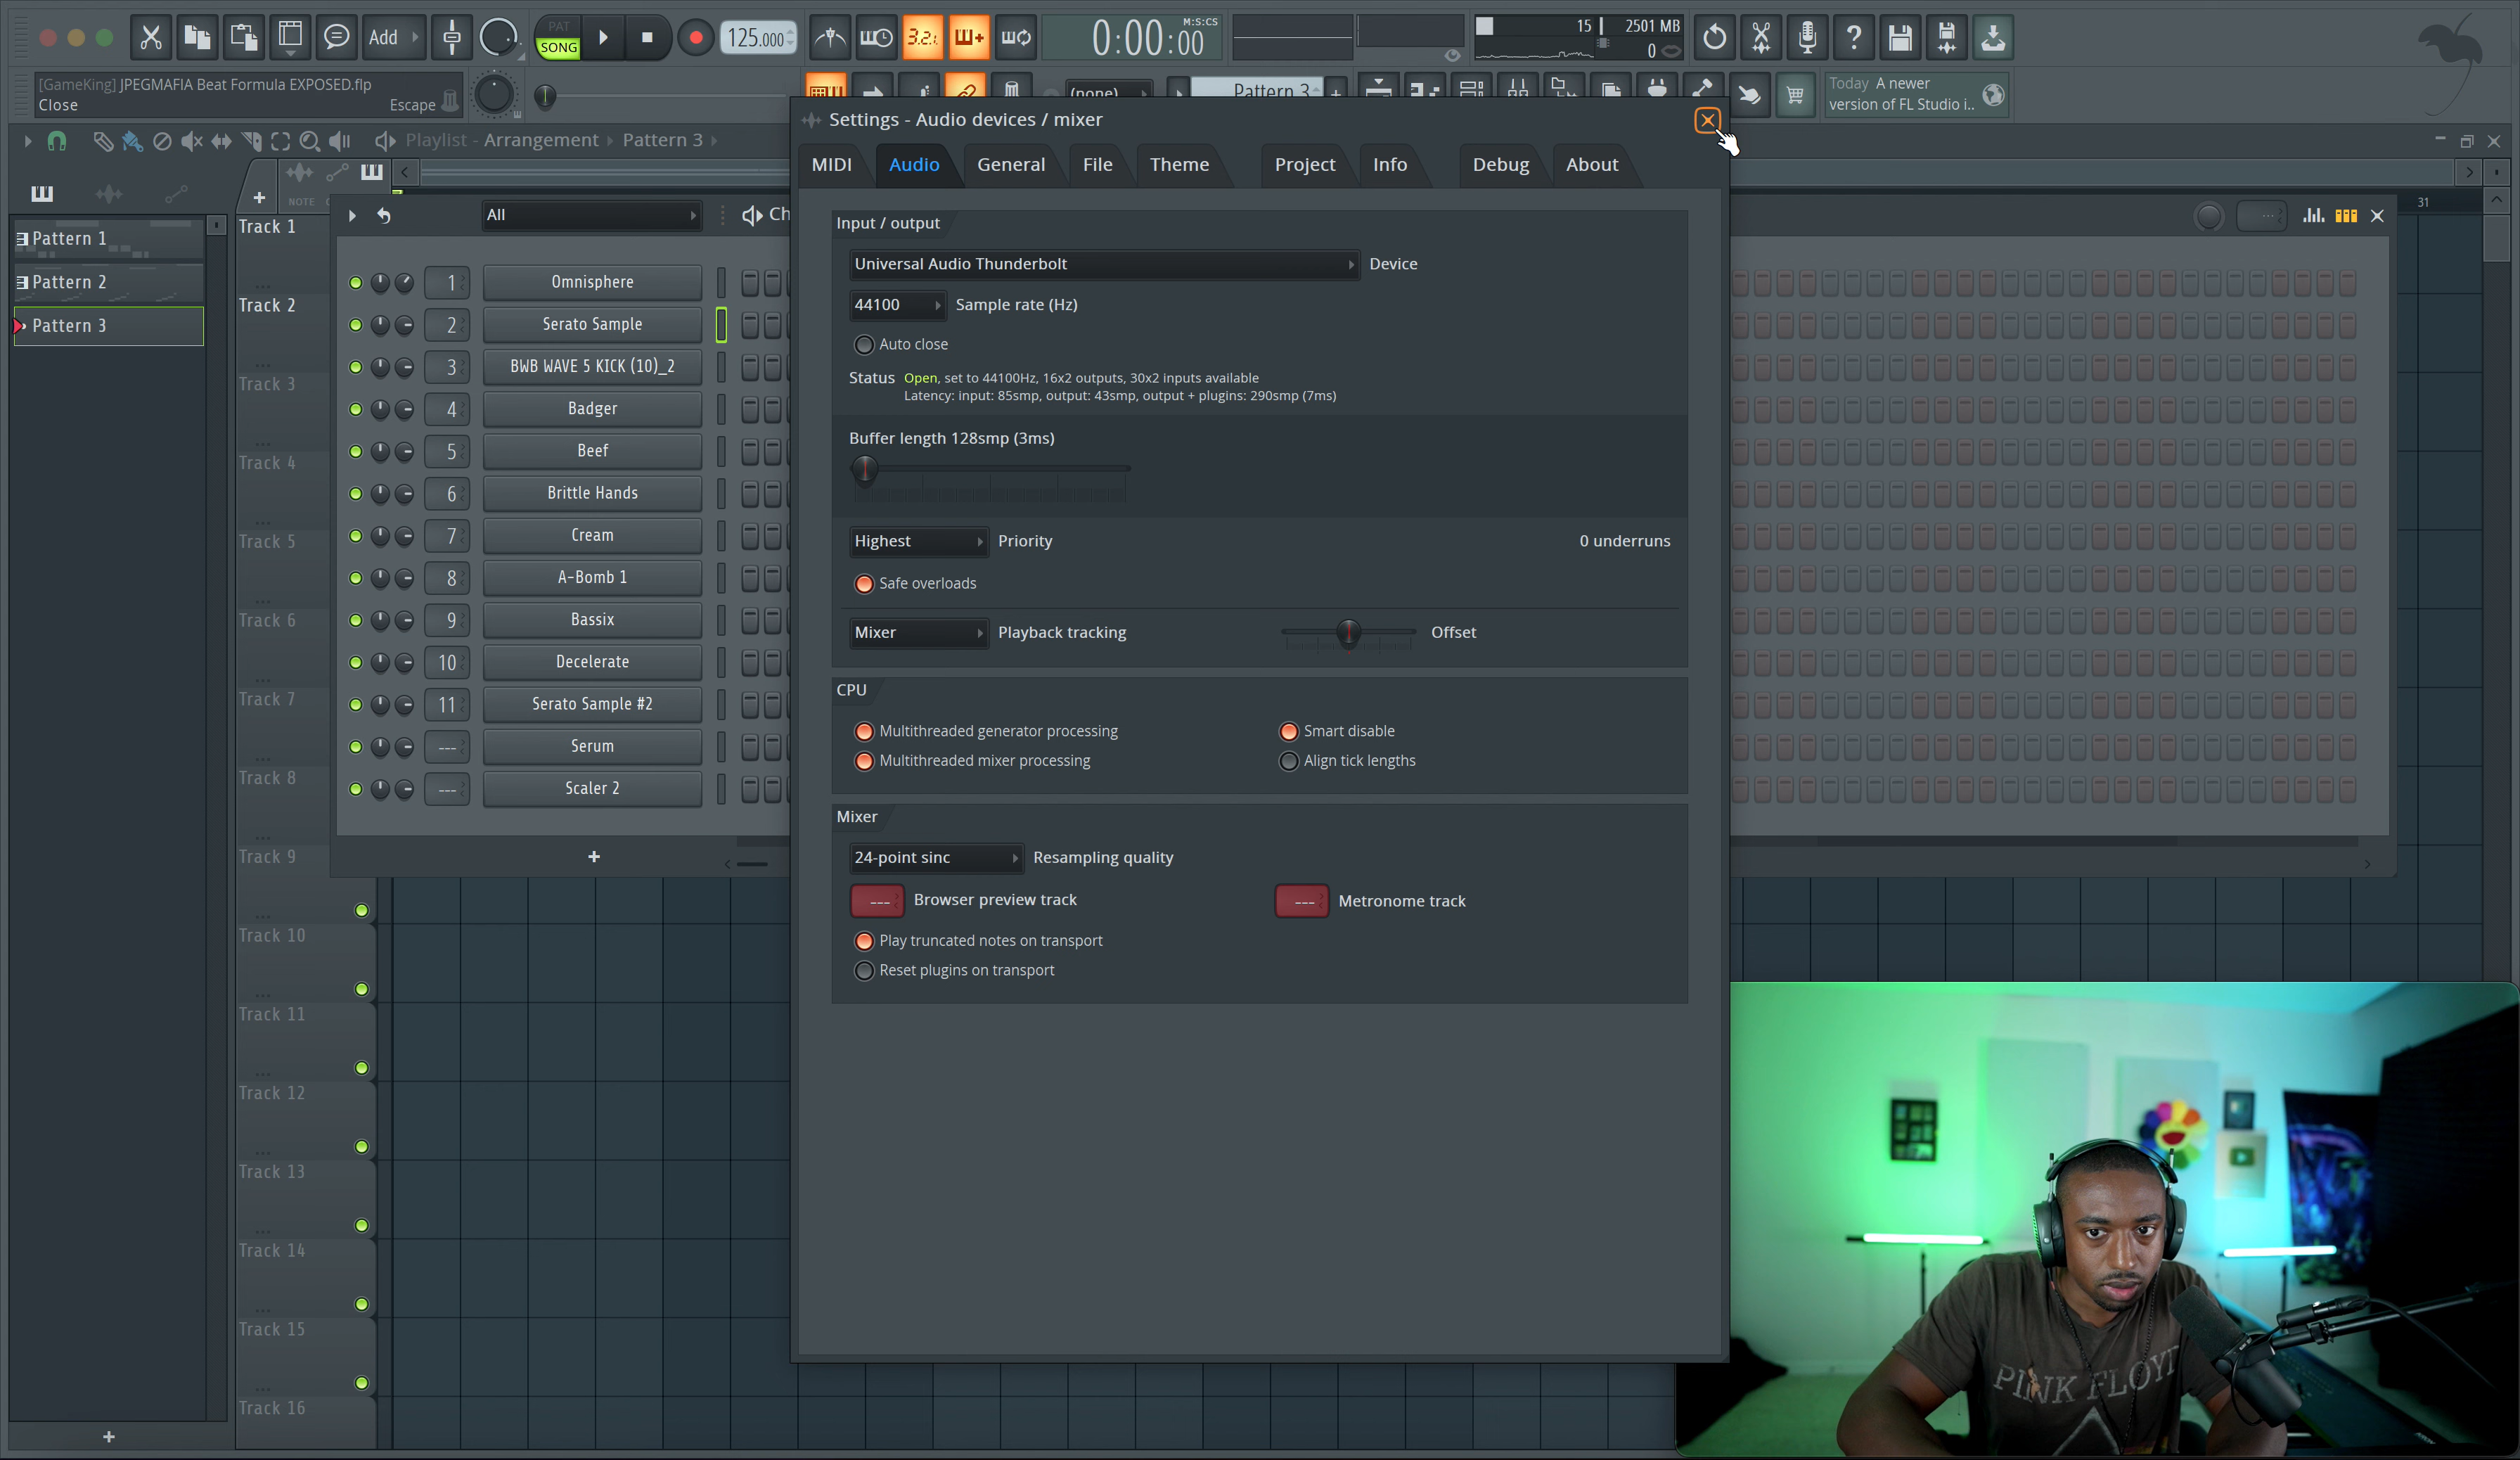 Add
PAT
SONG
125.000
3.2.
0:00:00
M:S:CS
15
2501 MB
0
[GameKing] JPEGMAFIA Beat Formula EXPOSED.flp
Close
Escape
(none)
Pattern 3
Today A newer
version of FL Studio i..
Playlist - Arrangement › Pattern 3 ›
NOTE
31
Pattern 1
Pattern 2
Pattern 3
Track 1
Track 2
Track 3
Track 4
Track 5
Track 6
Track 7
Track 8
Track 9
Track 10
Track 11
Track 12
Track 13
Track 14
Track 15
Track 16
All
Ch
1 Omnisphere
2 Serato Sample
3 BWB WAVE 5 KICK (10)_2
4 Badger
5 Beef
6 Brittle Hands
7 Cream
8 A-Bomb 1
9 Bassix
10 Decelerate
11 Serato Sample #2
--- Serum
--- Scaler 2
Settings - Audio devices / mixer
MIDI Audio General File Theme Project Info Debug About
Input / output
Universal Audio Thunderbolt Device
44100 Sample rate (Hz)
Auto close
Status Open, set to 44100Hz, 16x2 outputs, 30x2 inputs available
Latency: input: 85smp, output: 43smp, output + plugins: 290smp (7ms)
Buffer length 128smp (3ms)
Highest Priority 0 underruns
Safe overloads
Mixer Playback tracking Offset
CPU
Multithreaded generator processing Smart disable
Multithreaded mixer processing Align tick lengths
Mixer
24-point sinc Resampling quality
--- Browser preview track --- Metronome track
Play truncated notes on transport
Reset plugins on transport
PINK FLOYD